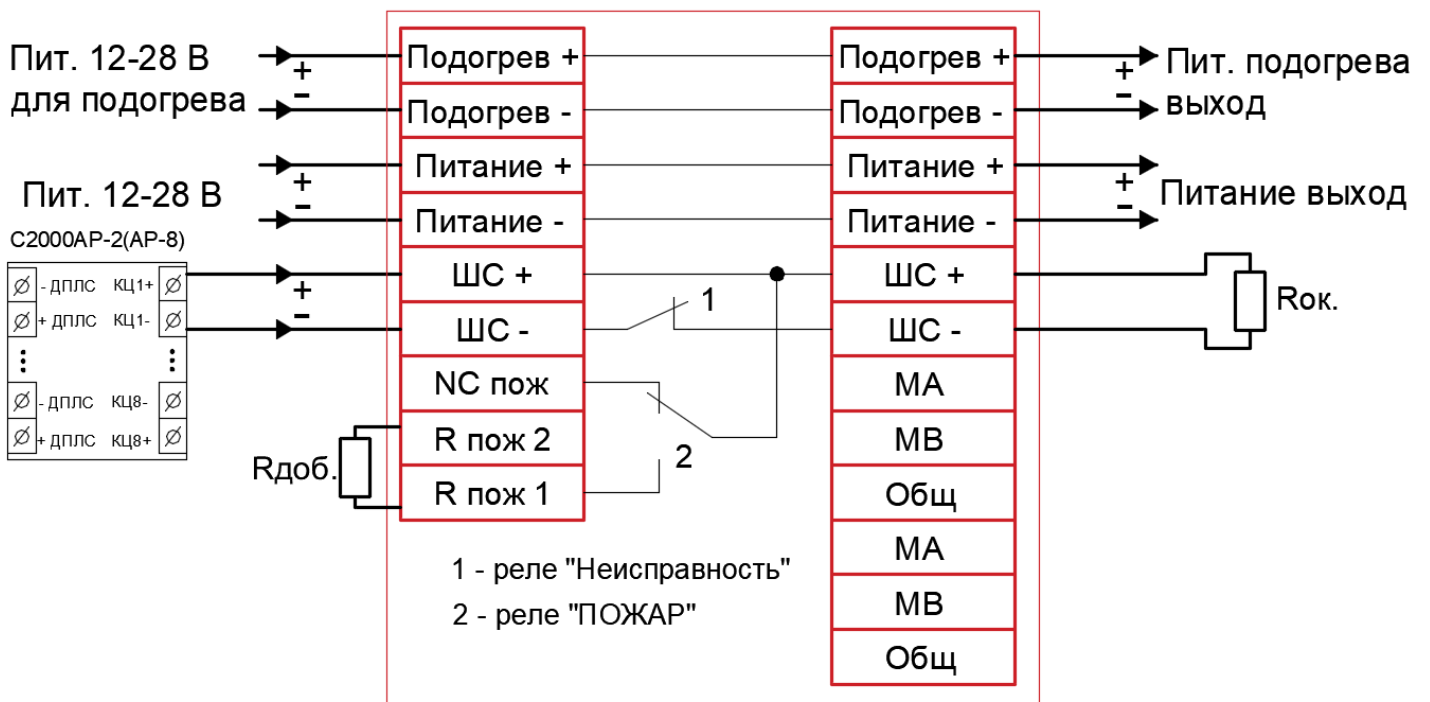 Пит. 12-28 В
для подогрева
+
-
Пит. 12-28 В
+
-
С2000АР-2(АР-8)
- ДПЛС КЦ1+
+ ДПЛС КЦ1-
- ДПЛС КЦ8-
+ ДПЛС КЦ8+
+
-
Rдоб.
Подогрев +
Подогрев -
Питание +
Питание -
ШС +
ШС -
NC пож
R пож 2
R пож 1
1
2
1 - реле "Неисправность"
2 - реле "ПОЖАР"
Подогрев +
Подогрев -
Питание +
Питание -
ШС +
ШС -
МА
МВ
Общ
МА
МВ
Общ
+
-
Пит. подогрева
выход
+
-
Питание выход
Rок.